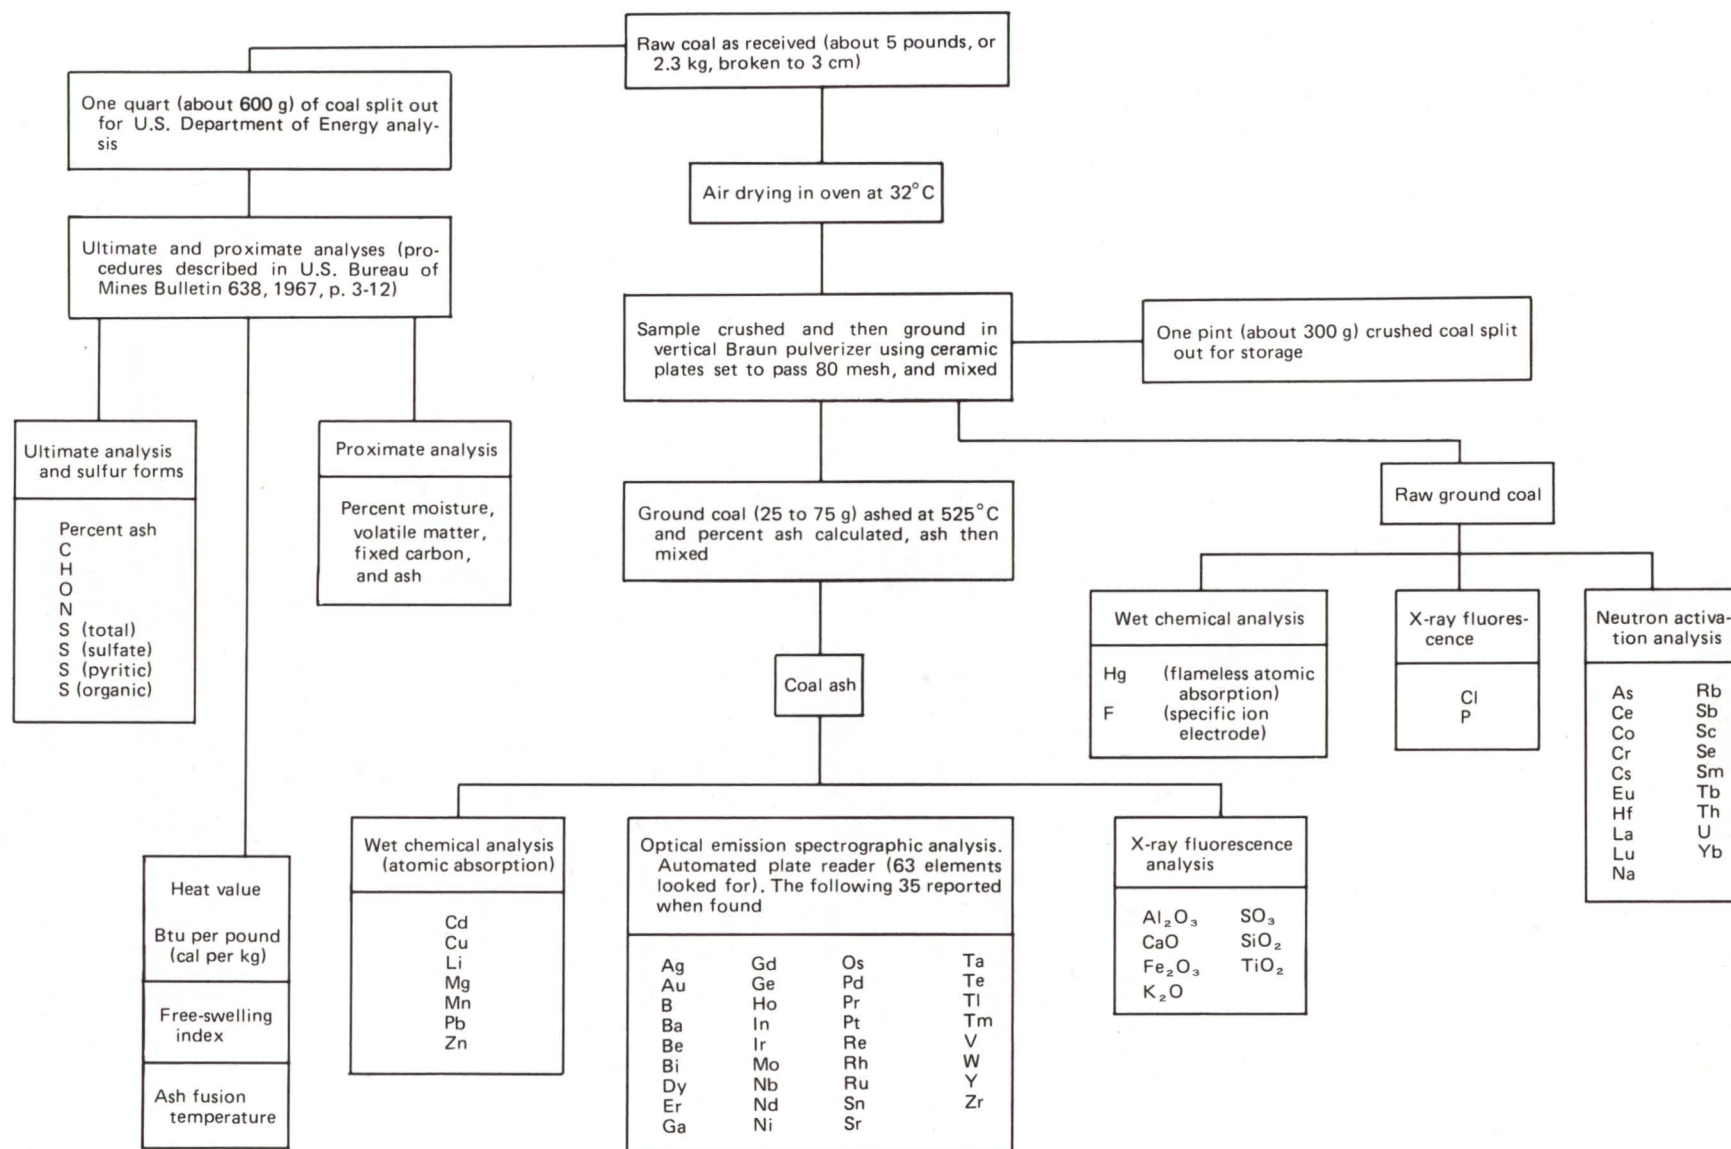 Raw coal as received (about 5 pounds, or
2.3 kg, broken to 3 cm)
One quart (about 600 g) of coal split out
for U.S. Department of Energy analy-
sis
Air drying in oven at 32°C
Ultimate and proximate analyses (pro-
cedures described in U.S. Bureau of
Mines Bulletin 638, 1967, p. 3-12)
Sample crushed and then ground in
vertical Braun pulverizer using ceramic
plates set to pass 80 mesh, and mixed
One pint (about 300 g) crushed coal split
out for storage
Ultimate analysis
and sulfur forms
Percent ash
C
H
O
N
S (total)
S (sulfate)
S (pyritic)
S (organic)
Proximate analysis
Percent moisture,
volatile matter,
fixed carbon,
and ash
Ground coal (25 to 75 g) ashed at 525°C
and percent ash calculated, ash then
mixed
Raw ground coal
Wet chemical analysis
Hg (flameless atomic
absorption)
F (specific ion
electrode)
X-ray fluores-
cence
Cl
P
Neutron activa-
tion analysis
As Rb
Ce Sb
Co Sc
Cr Se
Cs Sm
Eu Tb
Hf Th
La U
Lu Yb
Na
Coal ash
Heat value
Btu per pound
(cal per kg)
Free-swelling
index
Ash fusion
temperature
Wet chemical analysis
(atomic absorption)
Cd
Cu
Li
Mg
Mn
Pb
Zn
Optical emission spectrographic analysis.
Automated plate reader (63 elements
looked for). The following 35 reported
when found
Ag Gd Os Ta
Au Ge Pd Te
B Ho Pr Tl
Ba In Pt Tm
Be Ir Re V
Bi Mo Rh W
Dy Nb Ru Y
Er Nd Sn Zr
Ga Ni Sr
X-ray fluorescence
analysis
Al₂O₃ SO₃
CaO SiO₂
Fe₂O₃ TiO₂
K₂O